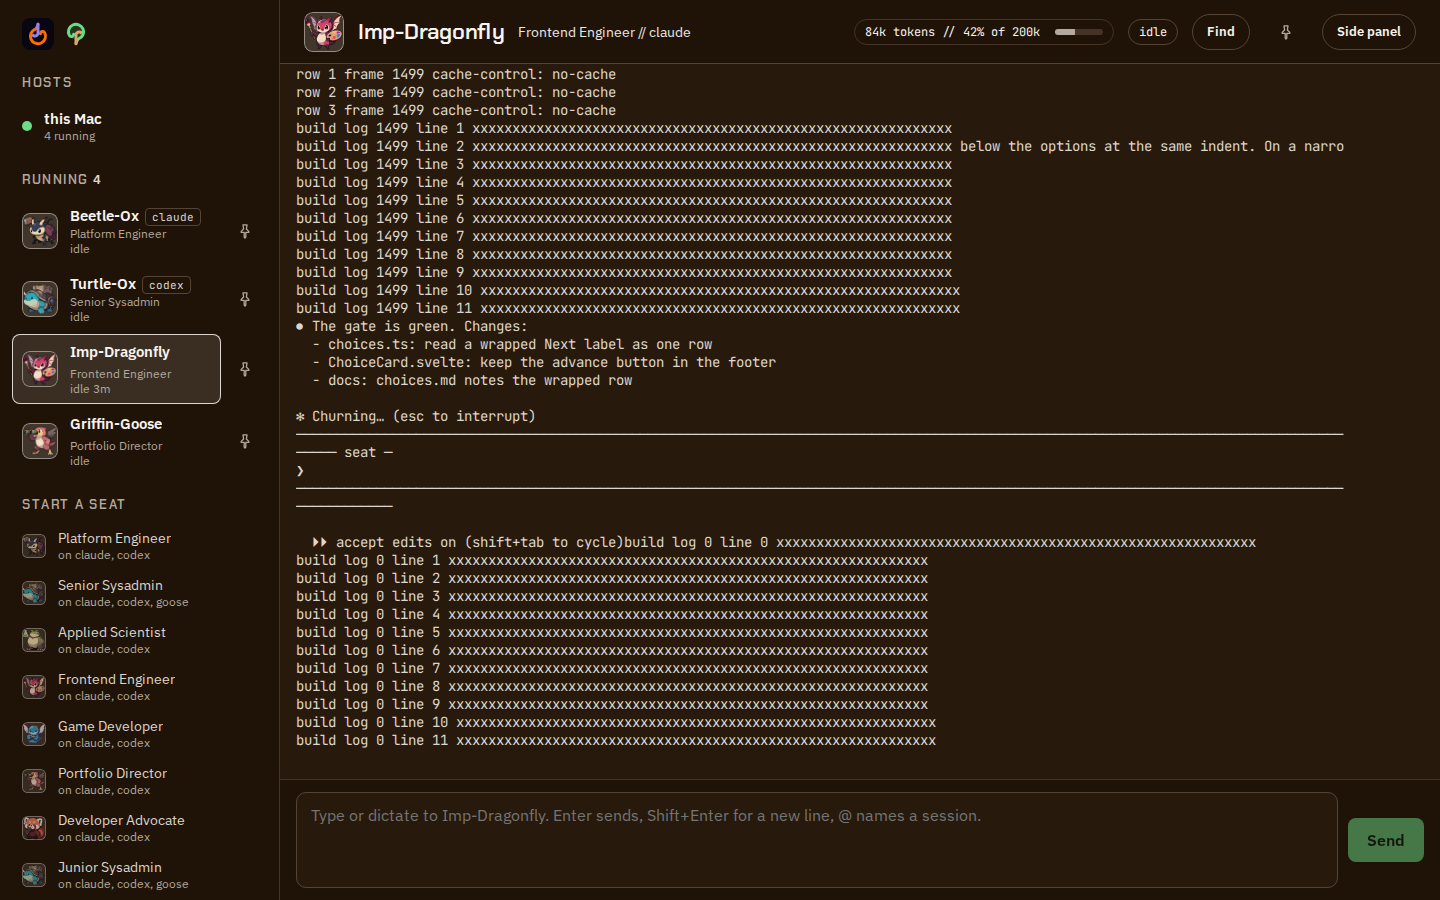 HOSTS
this Mac
4 running
RUNNING 4
Beetle-Ox claude
Platform Engineer
idle
Turtle-Ox codex
Senior Sysadmin
idle
Imp-Dragonfly
Frontend Engineer
idle 3m
Griffin-Goose
Portfolio Director
idle
START A SEAT
Platform Engineer
on claude, codex
Senior Sysadmin
on claude, codex, goose
Applied Scientist
on claude, codex
Frontend Engineer
on claude, codex
Game Developer
on claude, codex
Portfolio Director
on claude, codex
Developer Advocate
on claude, codex
Junior Sysadmin
on claude, codex, goose
Imp-Dragonfly Frontend Engineer // claude 84k tokens // 42% of 200k idle Find Side panel
row 1 frame 1499 cache-control: no-cache
row 2 frame 1499 cache-control: no-cache
row 3 frame 1499 cache-control: no-cache
build log 1499 line 1 xxxxxxxxxxxxxxxxxxxxxxxxxxxxxxxxxxxxxxxxxxxxxxxxxxxxxxxxxxxx
build log 1499 line 2 xxxxxxxxxxxxxxxxxxxxxxxxxxxxxxxxxxxxxxxxxxxxxxxxxxxxxxxxxxxx below the options at the same indent. On a narro
build log 1499 line 3 xxxxxxxxxxxxxxxxxxxxxxxxxxxxxxxxxxxxxxxxxxxxxxxxxxxxxxxxxxxx
build log 1499 line 4 xxxxxxxxxxxxxxxxxxxxxxxxxxxxxxxxxxxxxxxxxxxxxxxxxxxxxxxxxxxx
build log 1499 line 5 xxxxxxxxxxxxxxxxxxxxxxxxxxxxxxxxxxxxxxxxxxxxxxxxxxxxxxxxxxxx
build log 1499 line 6 xxxxxxxxxxxxxxxxxxxxxxxxxxxxxxxxxxxxxxxxxxxxxxxxxxxxxxxxxxxx
build log 1499 line 7 xxxxxxxxxxxxxxxxxxxxxxxxxxxxxxxxxxxxxxxxxxxxxxxxxxxxxxxxxxxx
build log 1499 line 8 xxxxxxxxxxxxxxxxxxxxxxxxxxxxxxxxxxxxxxxxxxxxxxxxxxxxxxxxxxxx
build log 1499 line 9 xxxxxxxxxxxxxxxxxxxxxxxxxxxxxxxxxxxxxxxxxxxxxxxxxxxxxxxxxxxx
build log 1499 line 10 xxxxxxxxxxxxxxxxxxxxxxxxxxxxxxxxxxxxxxxxxxxxxxxxxxxxxxxxxxxx
build log 1499 line 11 xxxxxxxxxxxxxxxxxxxxxxxxxxxxxxxxxxxxxxxxxxxxxxxxxxxxxxxxxxxx
● The gate is green. Changes:
- choices.ts: read a wrapped Next label as one row
- ChoiceCard.svelte: keep the advance button in the footer
- docs: choices.md notes the wrapped row
✻ Churning… (esc to interrupt)
───── seat ─
❯
⏵⏵ accept edits on (shift+tab to cycle)build log 0 line 0 xxxxxxxxxxxxxxxxxxxxxxxxxxxxxxxxxxxxxxxxxxxxxxxxxxxxxxxxxxxx
build log 0 line 1 xxxxxxxxxxxxxxxxxxxxxxxxxxxxxxxxxxxxxxxxxxxxxxxxxxxxxxxxxxxx
build log 0 line 2 xxxxxxxxxxxxxxxxxxxxxxxxxxxxxxxxxxxxxxxxxxxxxxxxxxxxxxxxxxxx
build log 0 line 3 xxxxxxxxxxxxxxxxxxxxxxxxxxxxxxxxxxxxxxxxxxxxxxxxxxxxxxxxxxxx
build log 0 line 4 xxxxxxxxxxxxxxxxxxxxxxxxxxxxxxxxxxxxxxxxxxxxxxxxxxxxxxxxxxxx
build log 0 line 5 xxxxxxxxxxxxxxxxxxxxxxxxxxxxxxxxxxxxxxxxxxxxxxxxxxxxxxxxxxxx
build log 0 line 6 xxxxxxxxxxxxxxxxxxxxxxxxxxxxxxxxxxxxxxxxxxxxxxxxxxxxxxxxxxxx
build log 0 line 7 xxxxxxxxxxxxxxxxxxxxxxxxxxxxxxxxxxxxxxxxxxxxxxxxxxxxxxxxxxxx
build log 0 line 8 xxxxxxxxxxxxxxxxxxxxxxxxxxxxxxxxxxxxxxxxxxxxxxxxxxxxxxxxxxxx
build log 0 line 9 xxxxxxxxxxxxxxxxxxxxxxxxxxxxxxxxxxxxxxxxxxxxxxxxxxxxxxxxxxxx
build log 0 line 10 xxxxxxxxxxxxxxxxxxxxxxxxxxxxxxxxxxxxxxxxxxxxxxxxxxxxxxxxxxxx
build log 0 line 11 xxxxxxxxxxxxxxxxxxxxxxxxxxxxxxxxxxxxxxxxxxxxxxxxxxxxxxxxxxxx
Type or dictate to Imp-Dragonfly. Enter sends, Shift+Enter for a new line, @ names a session.
Send